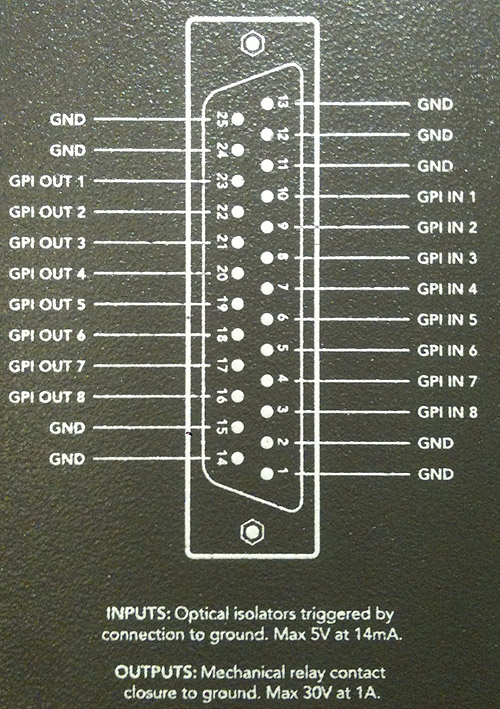 13 GND
GND 25
12 GND
GND 24
11 GND
GPI OUT 1 23
10 GPI IN 1
GPI OUT 2 22
9 GPI IN 2
GPI OUT 3 21
8 GPI IN 3
GPI OUT 4 20
7 GPI IN 4
GPI OUT 5 19
6 GPI IN 5
GPI OUT 6 18
5 GPI IN 6
GPI OUT 7 17
4 GPI IN 7
GPI OUT 8 16
3 GPI IN 8
GND 15
2 GND
GND 14
1 GND
INPUTS: Optical isolators triggered by
connection to ground. Max 5V at 14mA.
OUTPUTS: Mechanical relay contact
closure to ground. Max 30V at 1A.